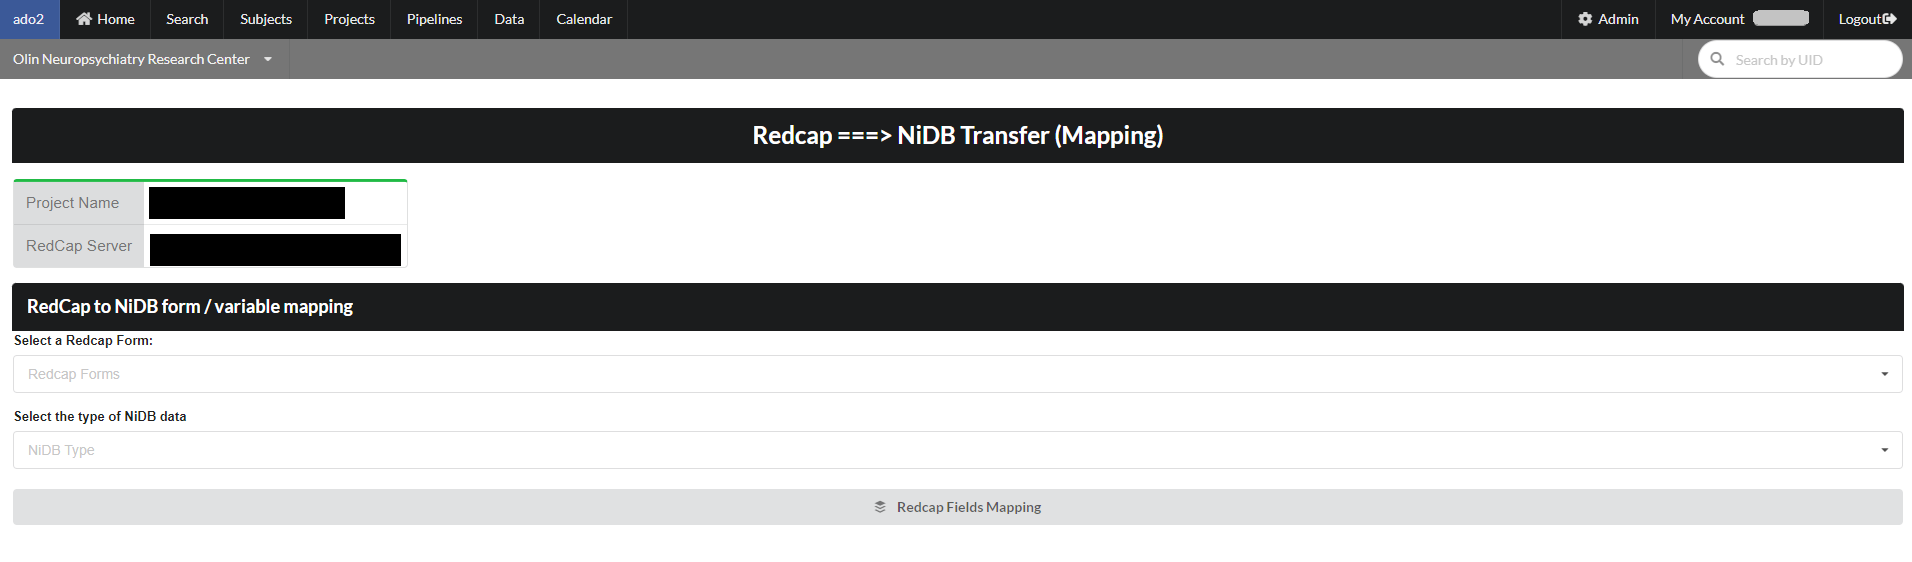 ado2 Home Search Subjects Projects Pipelines Data Calendar Admin My Account Logout
Olin Neuropsychiatry Research Center Search by UID
Redcap ===> NiDB Transfer (Mapping)
Project Name
RedCap Server
RedCap to NiDB form / variable mapping
Select a Redcap Form:
Redcap Forms
Select the type of NiDB data
NiDB Type
Redcap Fields Mapping